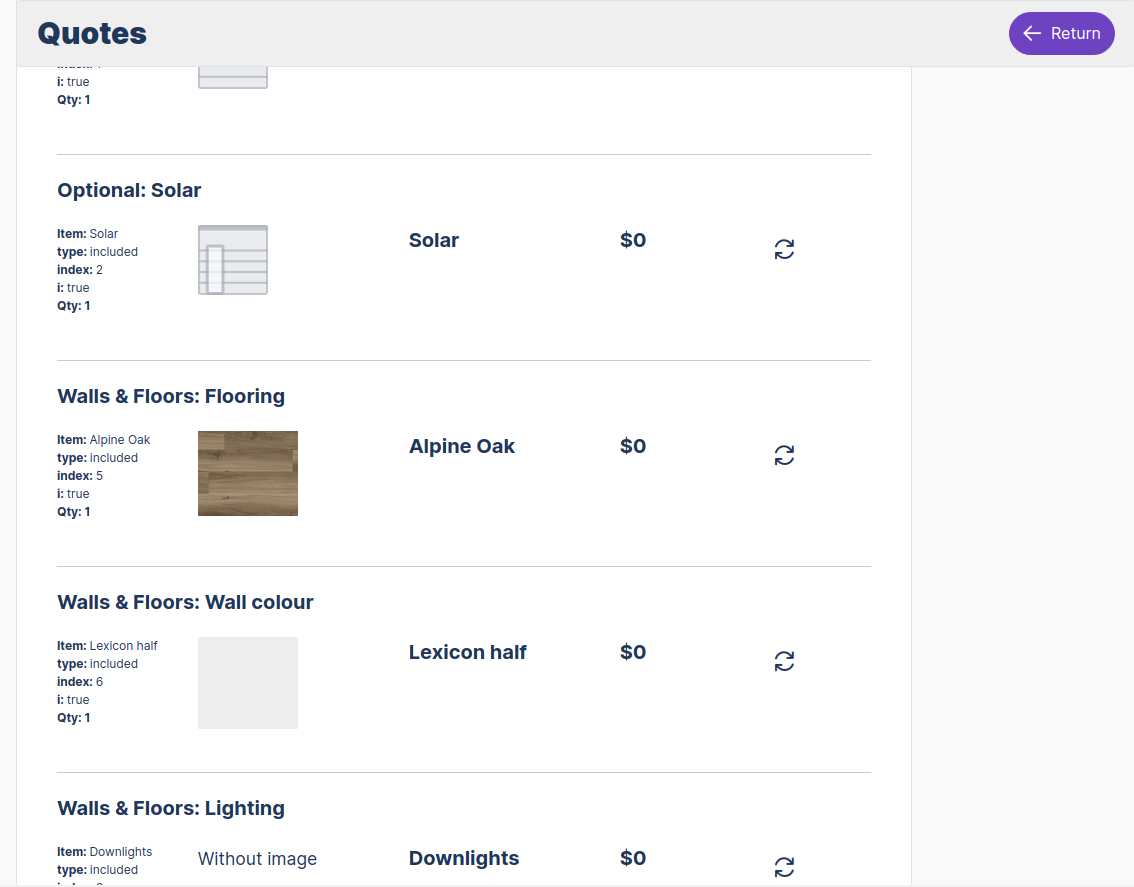 Quotes
Return
i: true
Qty: 1
Optional: Solar
Item: Solar
type: included
index: 2
i: true
Qty: 1
Solar
$0
Walls & Floors: Flooring
Item: Alpine Oak
type: included
index: 5
i: true
Qty: 1
Alpine Oak
$0
Walls & Floors: Wall colour
Item: Lexicon half
type: included
index: 6
i: true
Qty: 1
Lexicon half
$0
Walls & Floors: Lighting
Item: Downlights
type: included
Without image
Downlights
$0